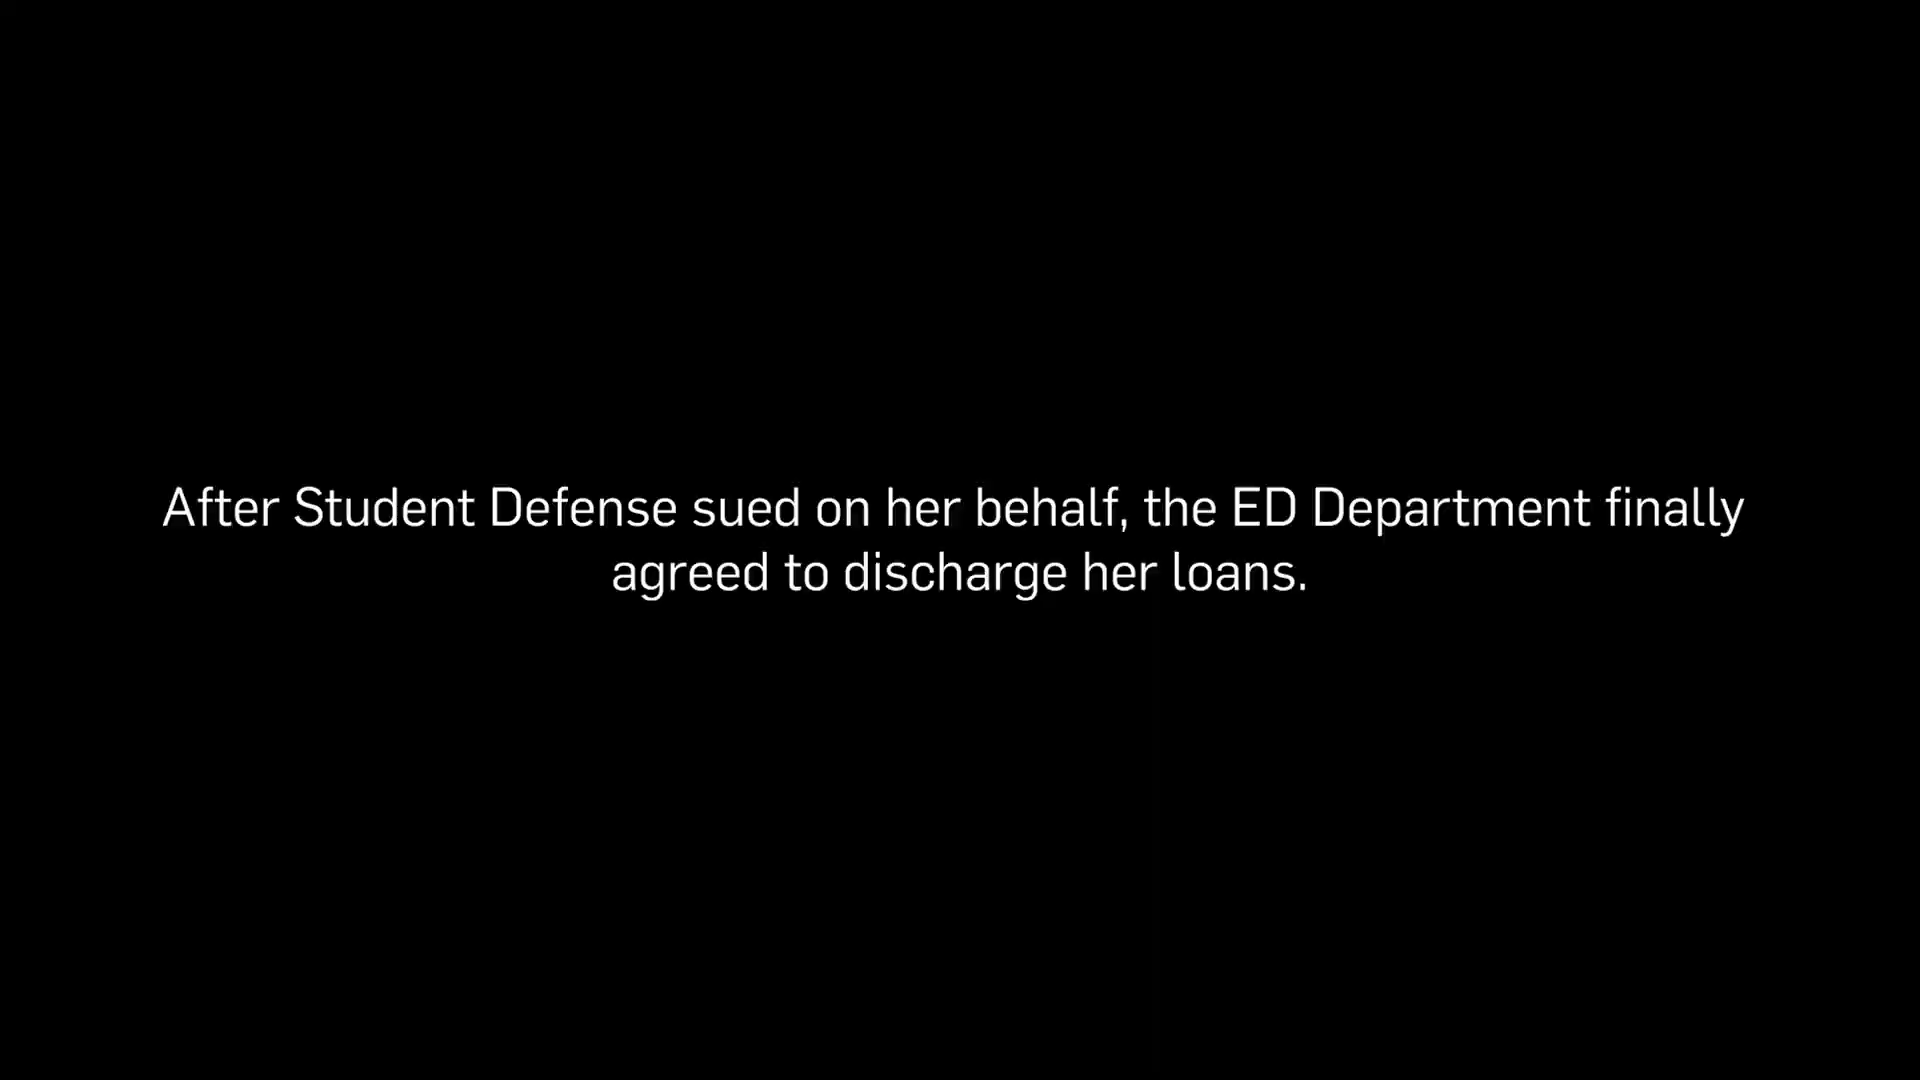 After Student Defense sued on her behalf, the ED Department finally
agreed to discharge her loans.